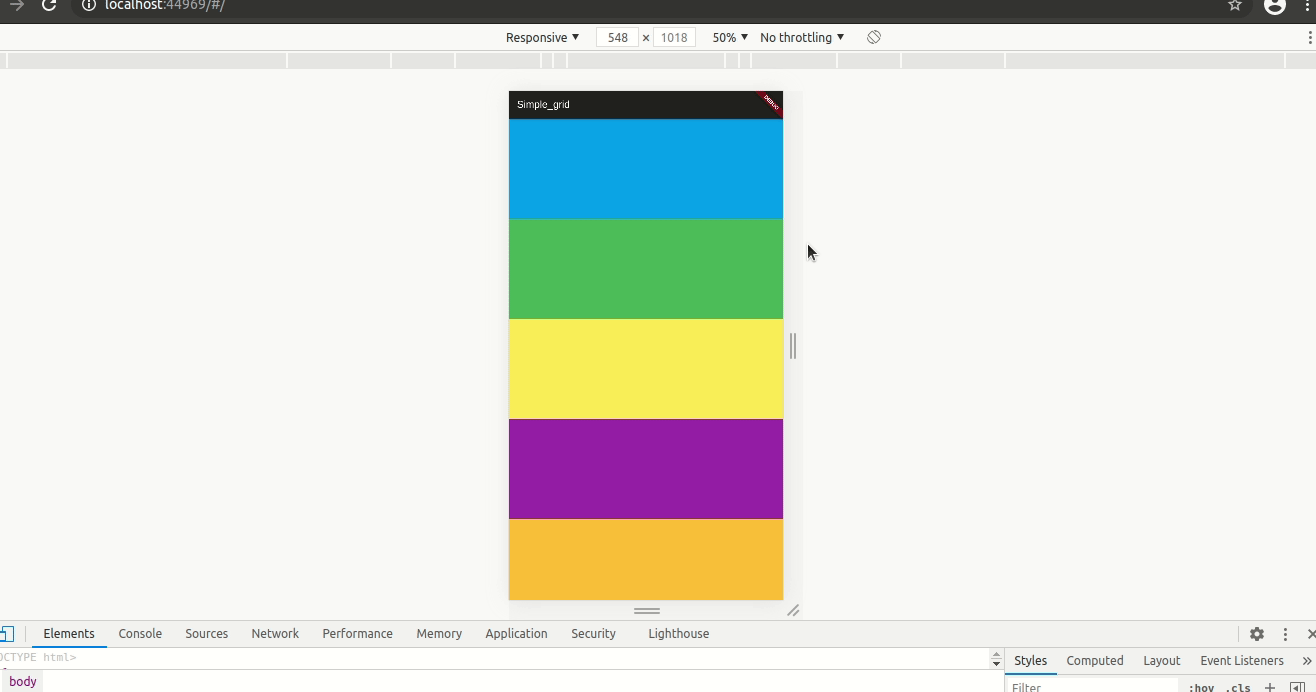 localhost:44969/#/
Responsive 548 × 1018 50% No throttling
Simple_grid
DEBUG
Elements Console Sources Network Performance Memory Application Security Lighthouse
OCTYPE html>
Styles Computed Layout Event Listeners »
body
Filter :hov .cls +